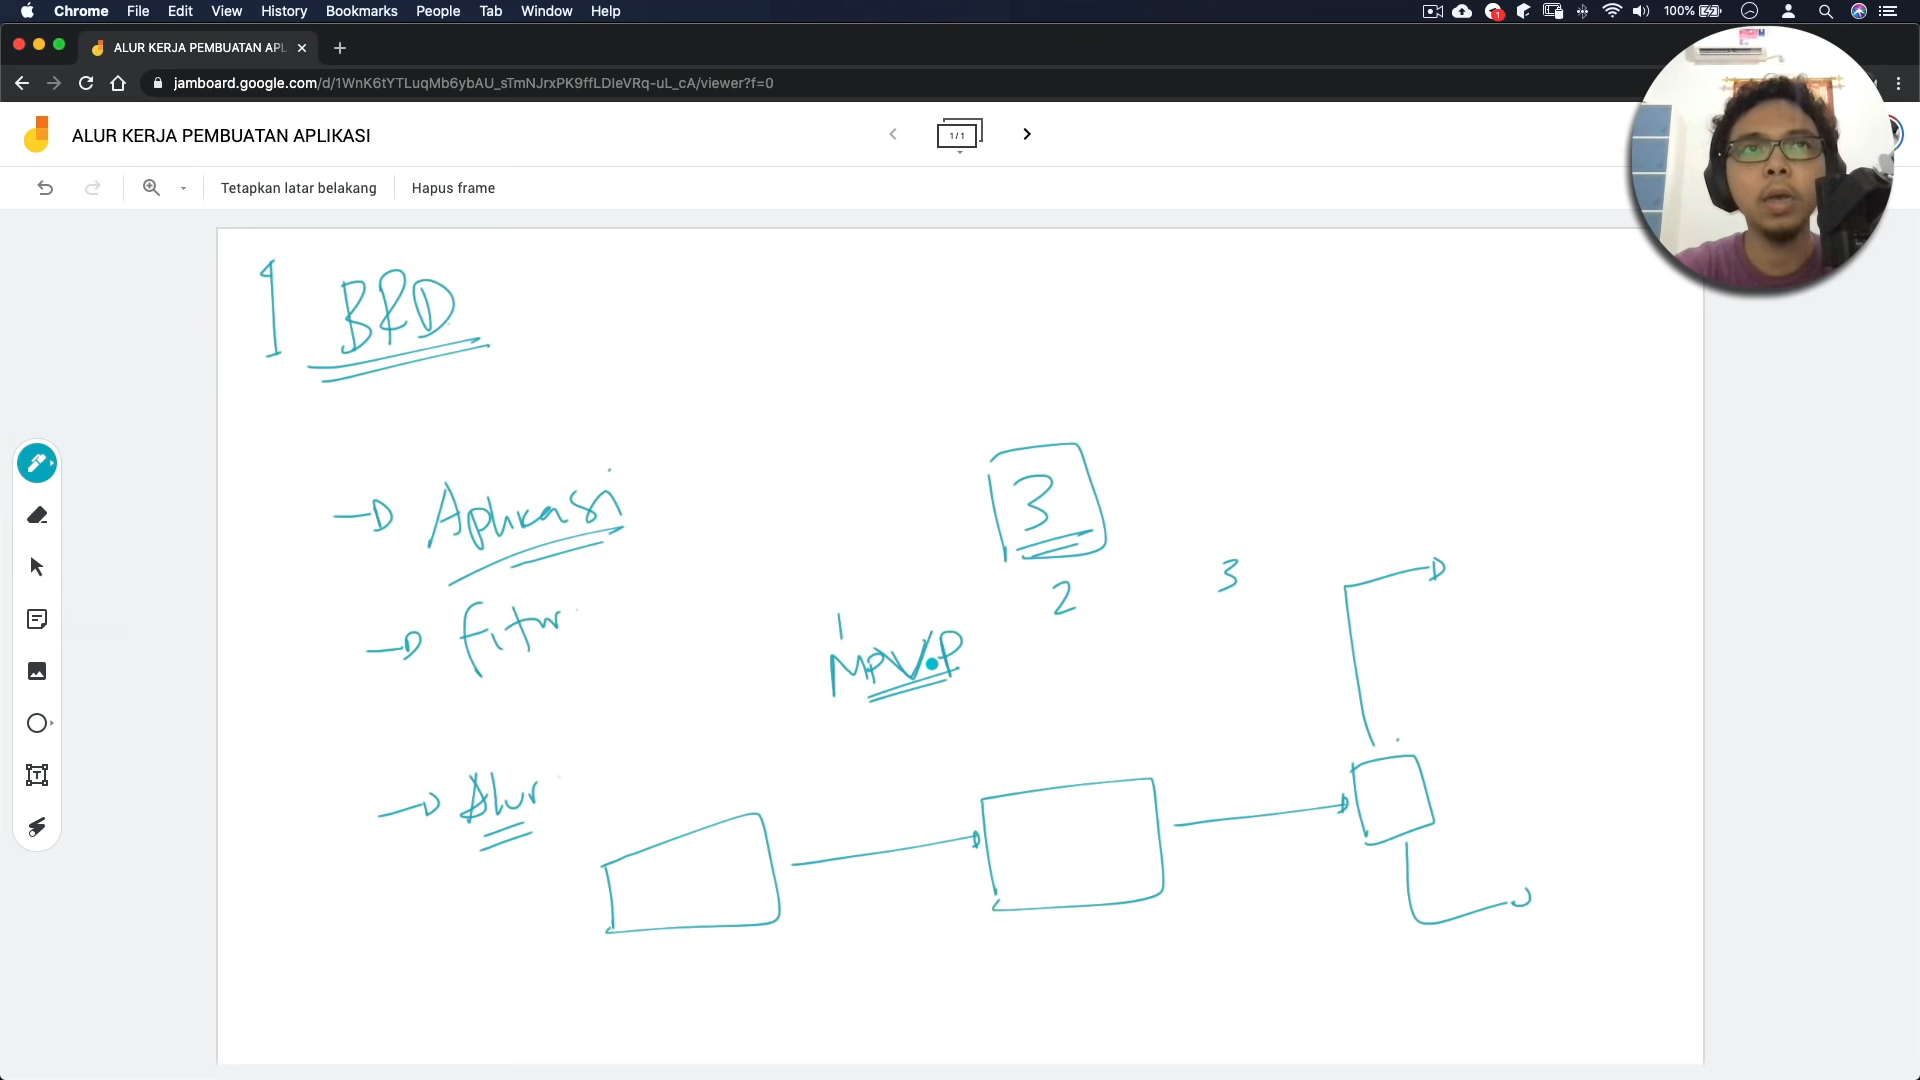 Chrome File Edit View History Bookmarks People Tab Window Help
1
100%
ALUR KERJA PEMBUATAN APL
jamboard.google.com/d/1WnK6tYTLuqMb6ybAU_sTmNJrxPK9ffLDIeVRq-uL_cA/viewer?f=0
ALUR KERJA PEMBUATAN APLIKASI
1/1
Tetapkan latar belakang
Hapus frame
1 BRD
Aplikasi
3
2
3
Fitur
1
Alur